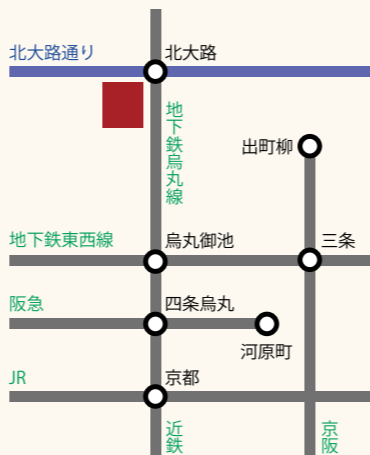 北大路通り
北大路
地下鉄烏丸線
出町柳
地下鉄東西線
烏丸御池
三条
阪急
四条烏丸
河原町
JR
京都
近鉄
京阪